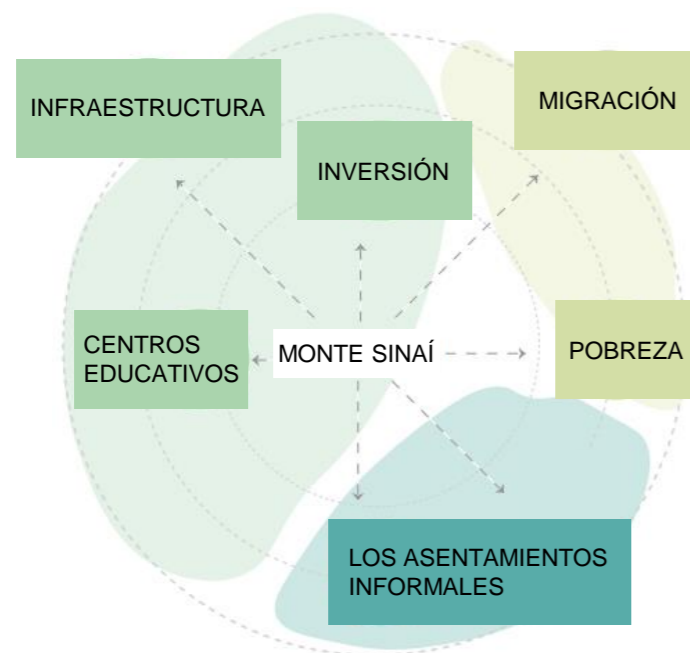 INFRAESTRUCTURA
MIGRACIÓN
INVERSIÓN
CENTROS
EDUCATIVOS
MONTE SINAÍ
POBREZA
LOS ASENTAMIENTOS
INFORMALES